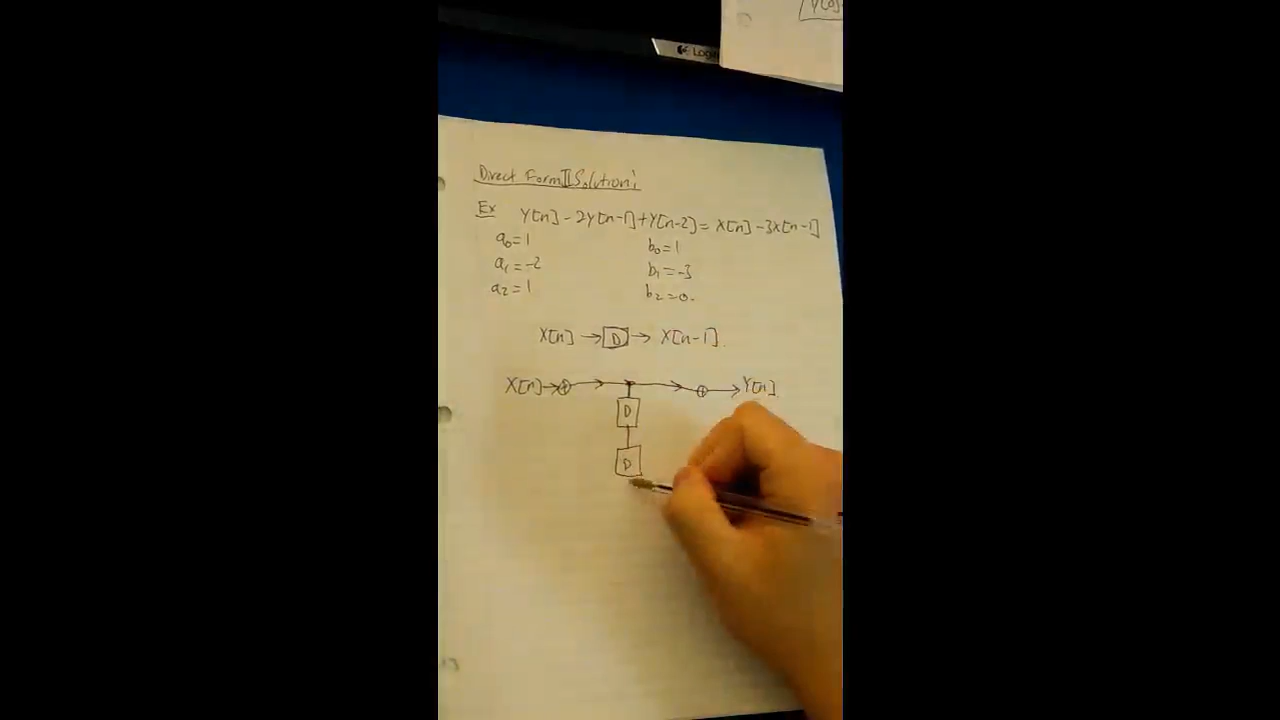 Direct Form II Solution;
Ex Y[n] - 2Y[n-1] + Y[n-2] = X[n] - 3X[n-1]
a₀=1 b₀=1
a₁=-2 b₁=-3
a₂=1 b₂=0.
X[n] → D → X[n-1].
X[n] → ⊕ ⊕ → Y[n].
D
D